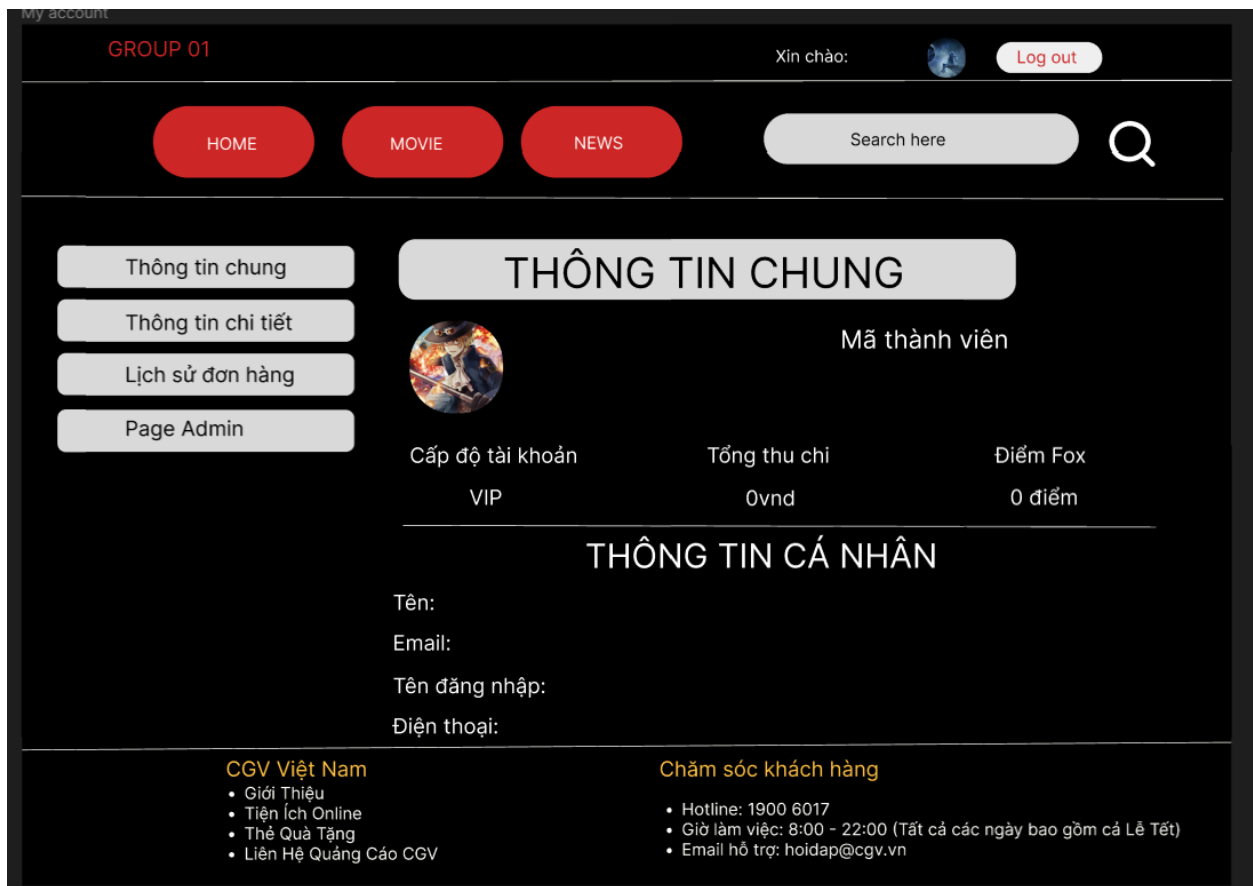 My account
GROUP 01
Xin chào:
Log out
HOME
MOVIE
NEWS
Search here
Thông tin chung
Thông tin chi tiết
Lịch sử đơn hàng
Page Admin
THÔNG TIN CHUNG
Mã thành viên
Cấp độ tài khoản
Tổng thu chi
Điểm Fox
VIP
0vnd
0 điểm
THÔNG TIN CÁ NHÂN
Tên:
Email:
Tên đăng nhập:
Điện thoại:
CGV Việt Nam
• Giới Thiệu
• Tiện Ích Online
• Thẻ Quà Tặng
• Liên Hệ Quảng Cáo CGV
Chăm sóc khách hàng
• Hotline: 1900 6017
• Giờ làm việc: 8:00 - 22:00 (Tất cả các ngày bao gồm cả Lễ Tết)
• Email hỗ trợ: hoidap@cgv.vn